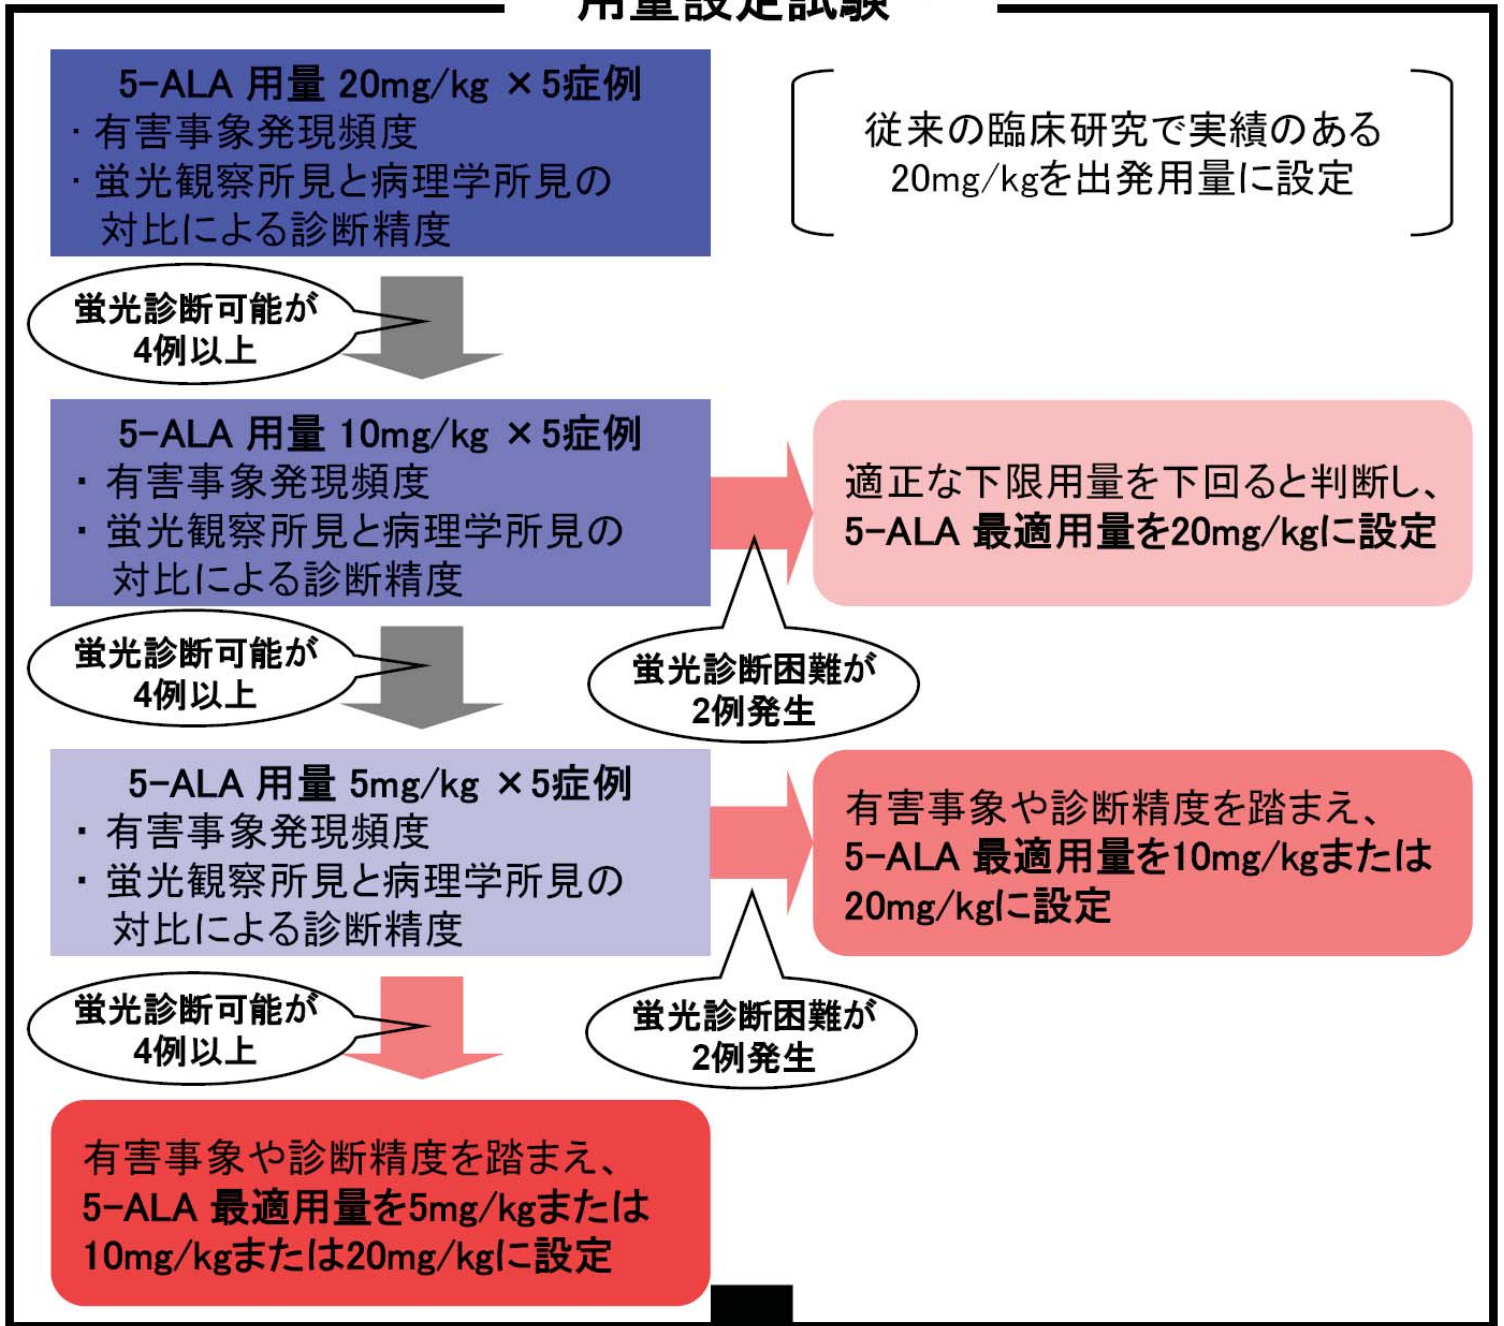 用量設定試験
5-ALA 用量 20mg/kg ×5症例
・有害事象発現頻度
・蛍光観察所見と病理学所見の
対比による診断精度
従来の臨床研究で実績のある
20mg/kgを出発用量に設定
蛍光診断可能が
4例以上
5-ALA 用量 10mg/kg ×5症例
・有害事象発現頻度
・蛍光観察所見と病理学所見の
対比による診断精度
適正な下限用量を下回ると判断し、
5-ALA 最適用量を20mg/kgに設定
蛍光診断可能が
4例以上
蛍光診断困難が
2例発生
5-ALA 用量 5mg/kg ×5症例
・有害事象発現頻度
・蛍光観察所見と病理学所見の
対比による診断精度
有害事象や診断精度を踏まえ、
5-ALA 最適用量を10mg/kgまたは
20mg/kgに設定
蛍光診断可能が
4例以上
蛍光診断困難が
2例発生
有害事象や診断精度を踏まえ、
5-ALA 最適用量を5mg/kgまたは
10mg/kgまたは20mg/kgに設定